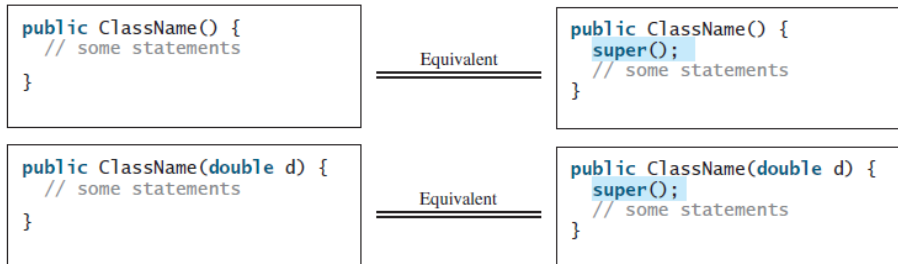 public ClassName() {
// some statements
}
Equivalent
public ClassName() {
super();
// some statements
}
public ClassName(double d) {
// some statements
}
Equivalent
public ClassName(double d) {
super();
// some statements
}